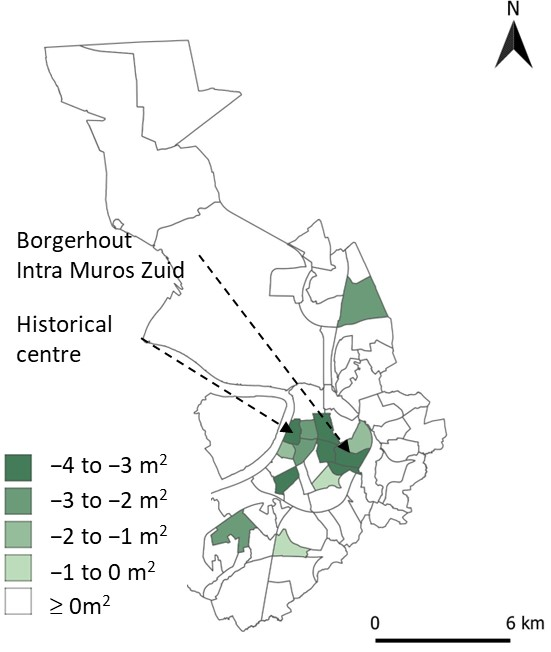 N
Borgerhout
Intra Muros Zuid
Historical
centre
−4 to −3 m²
−3 to −2 m²
−2 to −1 m²
−1 to 0 m²
≥ 0m²
0 6 km